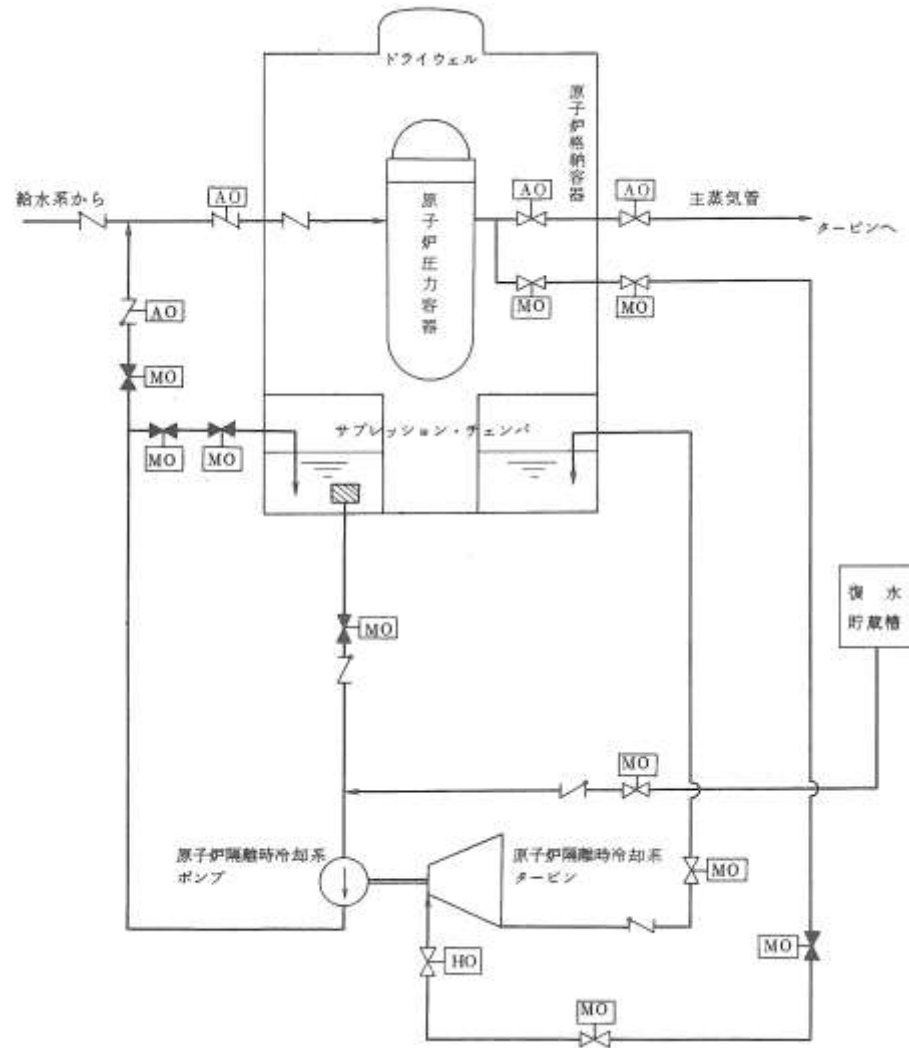 ドライウェル
原子炉格納容器
給水系から
AO
AO
AO
主蒸気管
タービンへ
原子炉圧力容器
MO
MO
AO
MO
サプレッション・チェンバ
MO
MO
復水
貯蔵槽
MO
MO
原子炉隔離時冷却系
ポンプ
原子炉隔離時冷却系
タービン
MO
MO
HO
MO